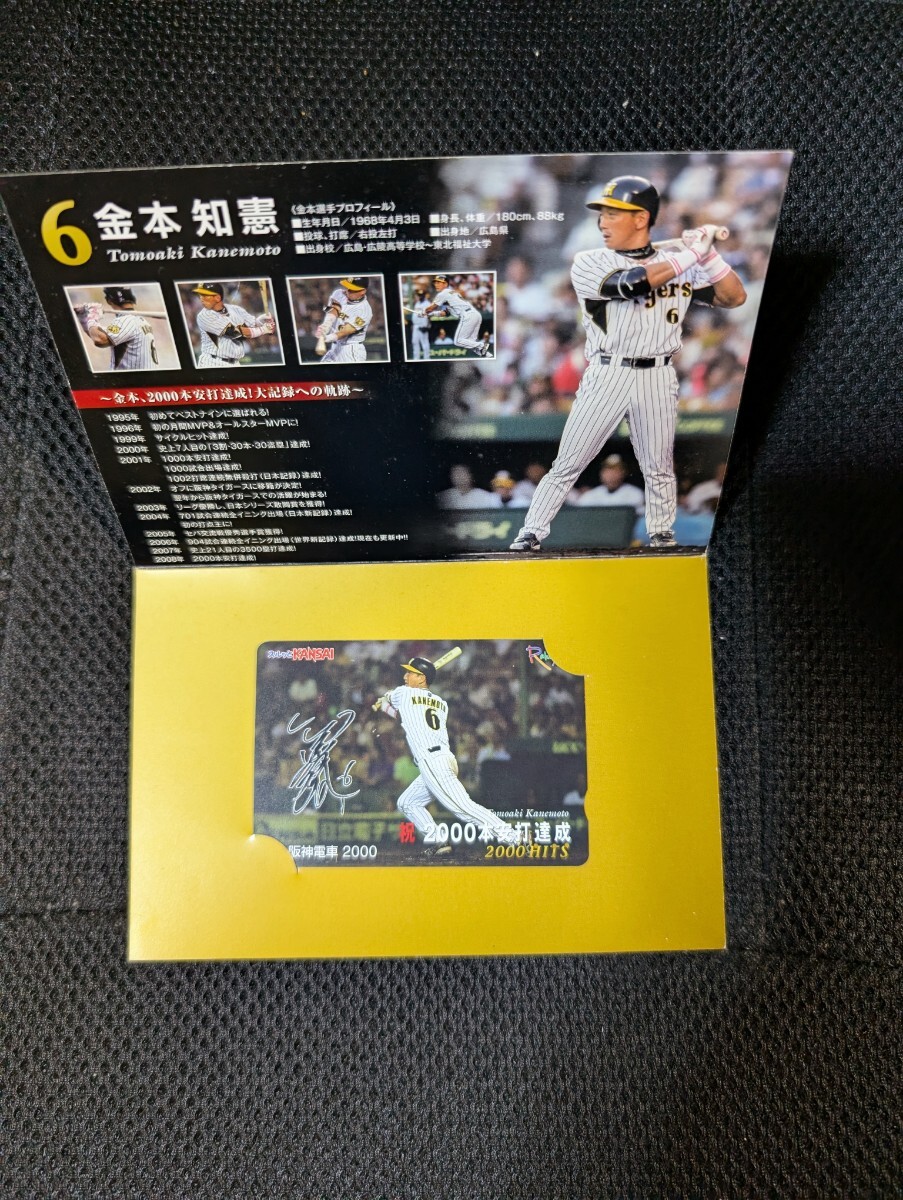 6 金本 知憲
Tomoaki Kanemoto
《金本選手プロフィール》
■生年月日／1968年4月3日 ■身長、体重／180cm、88kg
■投球、打席／右投左打 ■出身地／広島県
■出身校／広島・広陵高等学校〜東北福祉大学
gers
6
スーパードライ
〜金本、2000本安打達成！大記録への軌跡〜
1995年 初めてベストナインに選ばれる！
1996年 初の月間MVP&オールスターMVPに！
1999年 サイクルヒット達成！
2000年 史上7人目の「3割・30本・30盗塁」達成！
2001年 1000本安打達成！
1000試合出場達成！
1002打席連続無併殺打（日本記録）達成！
2002年 オフに阪神タイガースに移籍が決定！
翌年から阪神タイガースでの活躍が始まる！
2003年 リーグ優勝し、日本シリーズ敢闘賞を獲得！
2004年 701試合連続全イニング出場（日本新記録）達成！
初の打点王に！
2005年 セパ交流戦優秀選手賞獲得！
2006年 904試合連続全イニング出場（世界新記録）達成！現在も更新中！！
2007年 史上21人目の3500塁打達成！
2008年 2000本安打達成！
スルッとKANSAI
KANEMOTO
6
日立電子
Tomoaki Kanemoto
祝 2000本安打達成
阪神電車 2000
2000HITS